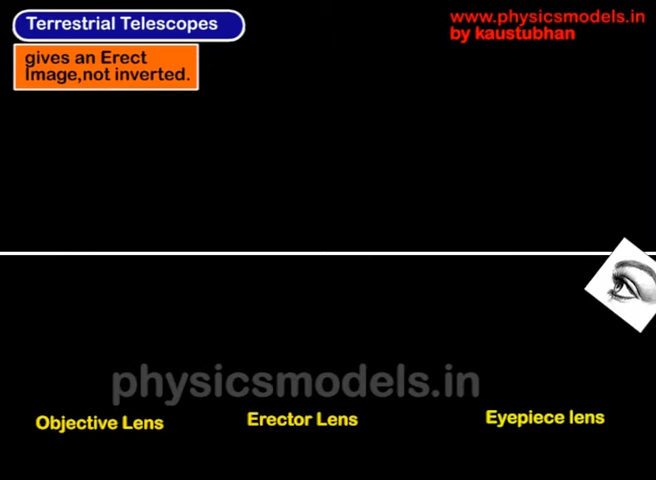 Terrestrial Telescopes
gives an Erect
Image,not inverted.
www.physicsmodels.in
by kaustubhan
physicsmodels.in
Objective Lens
Erector Lens
Eyepiece lens